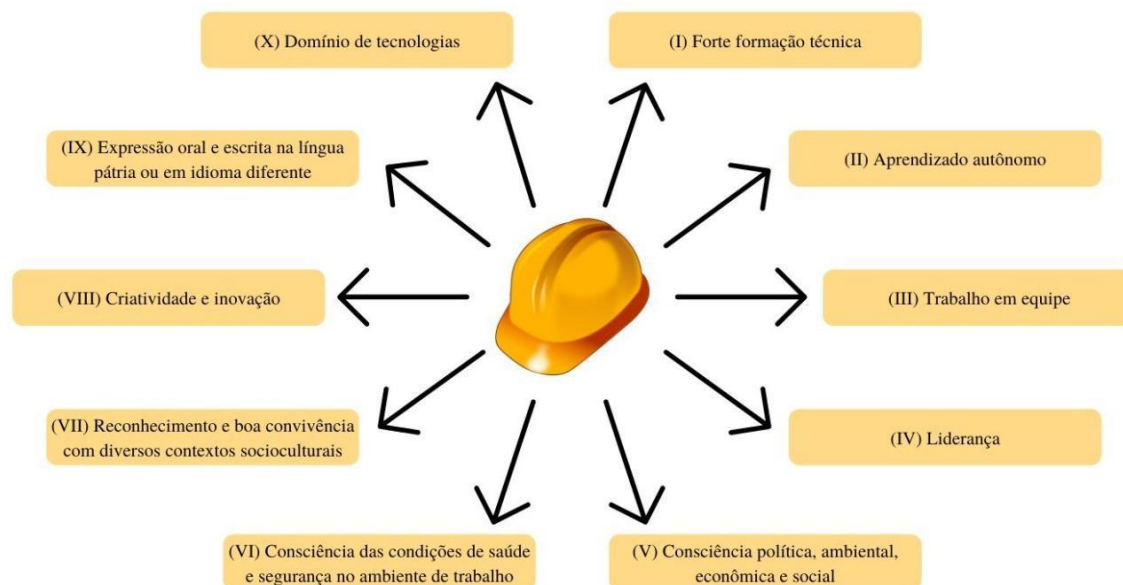 (X) Domínio de tecnologias
(I) Forte formação técnica
(IX) Expressão oral e escrita na língua
pátria ou em idioma diferente
(II) Aprendizado autônomo
(VIII) Criatividade e inovação
(III) Trabalho em equipe
(VII) Reconhecimento e boa convivência
com diversos contextos socioculturais
(IV) Liderança
(VI) Consciência das condições de saúde
e segurança no ambiente de trabalho
(V) Consciência política, ambiental,
econômica e social